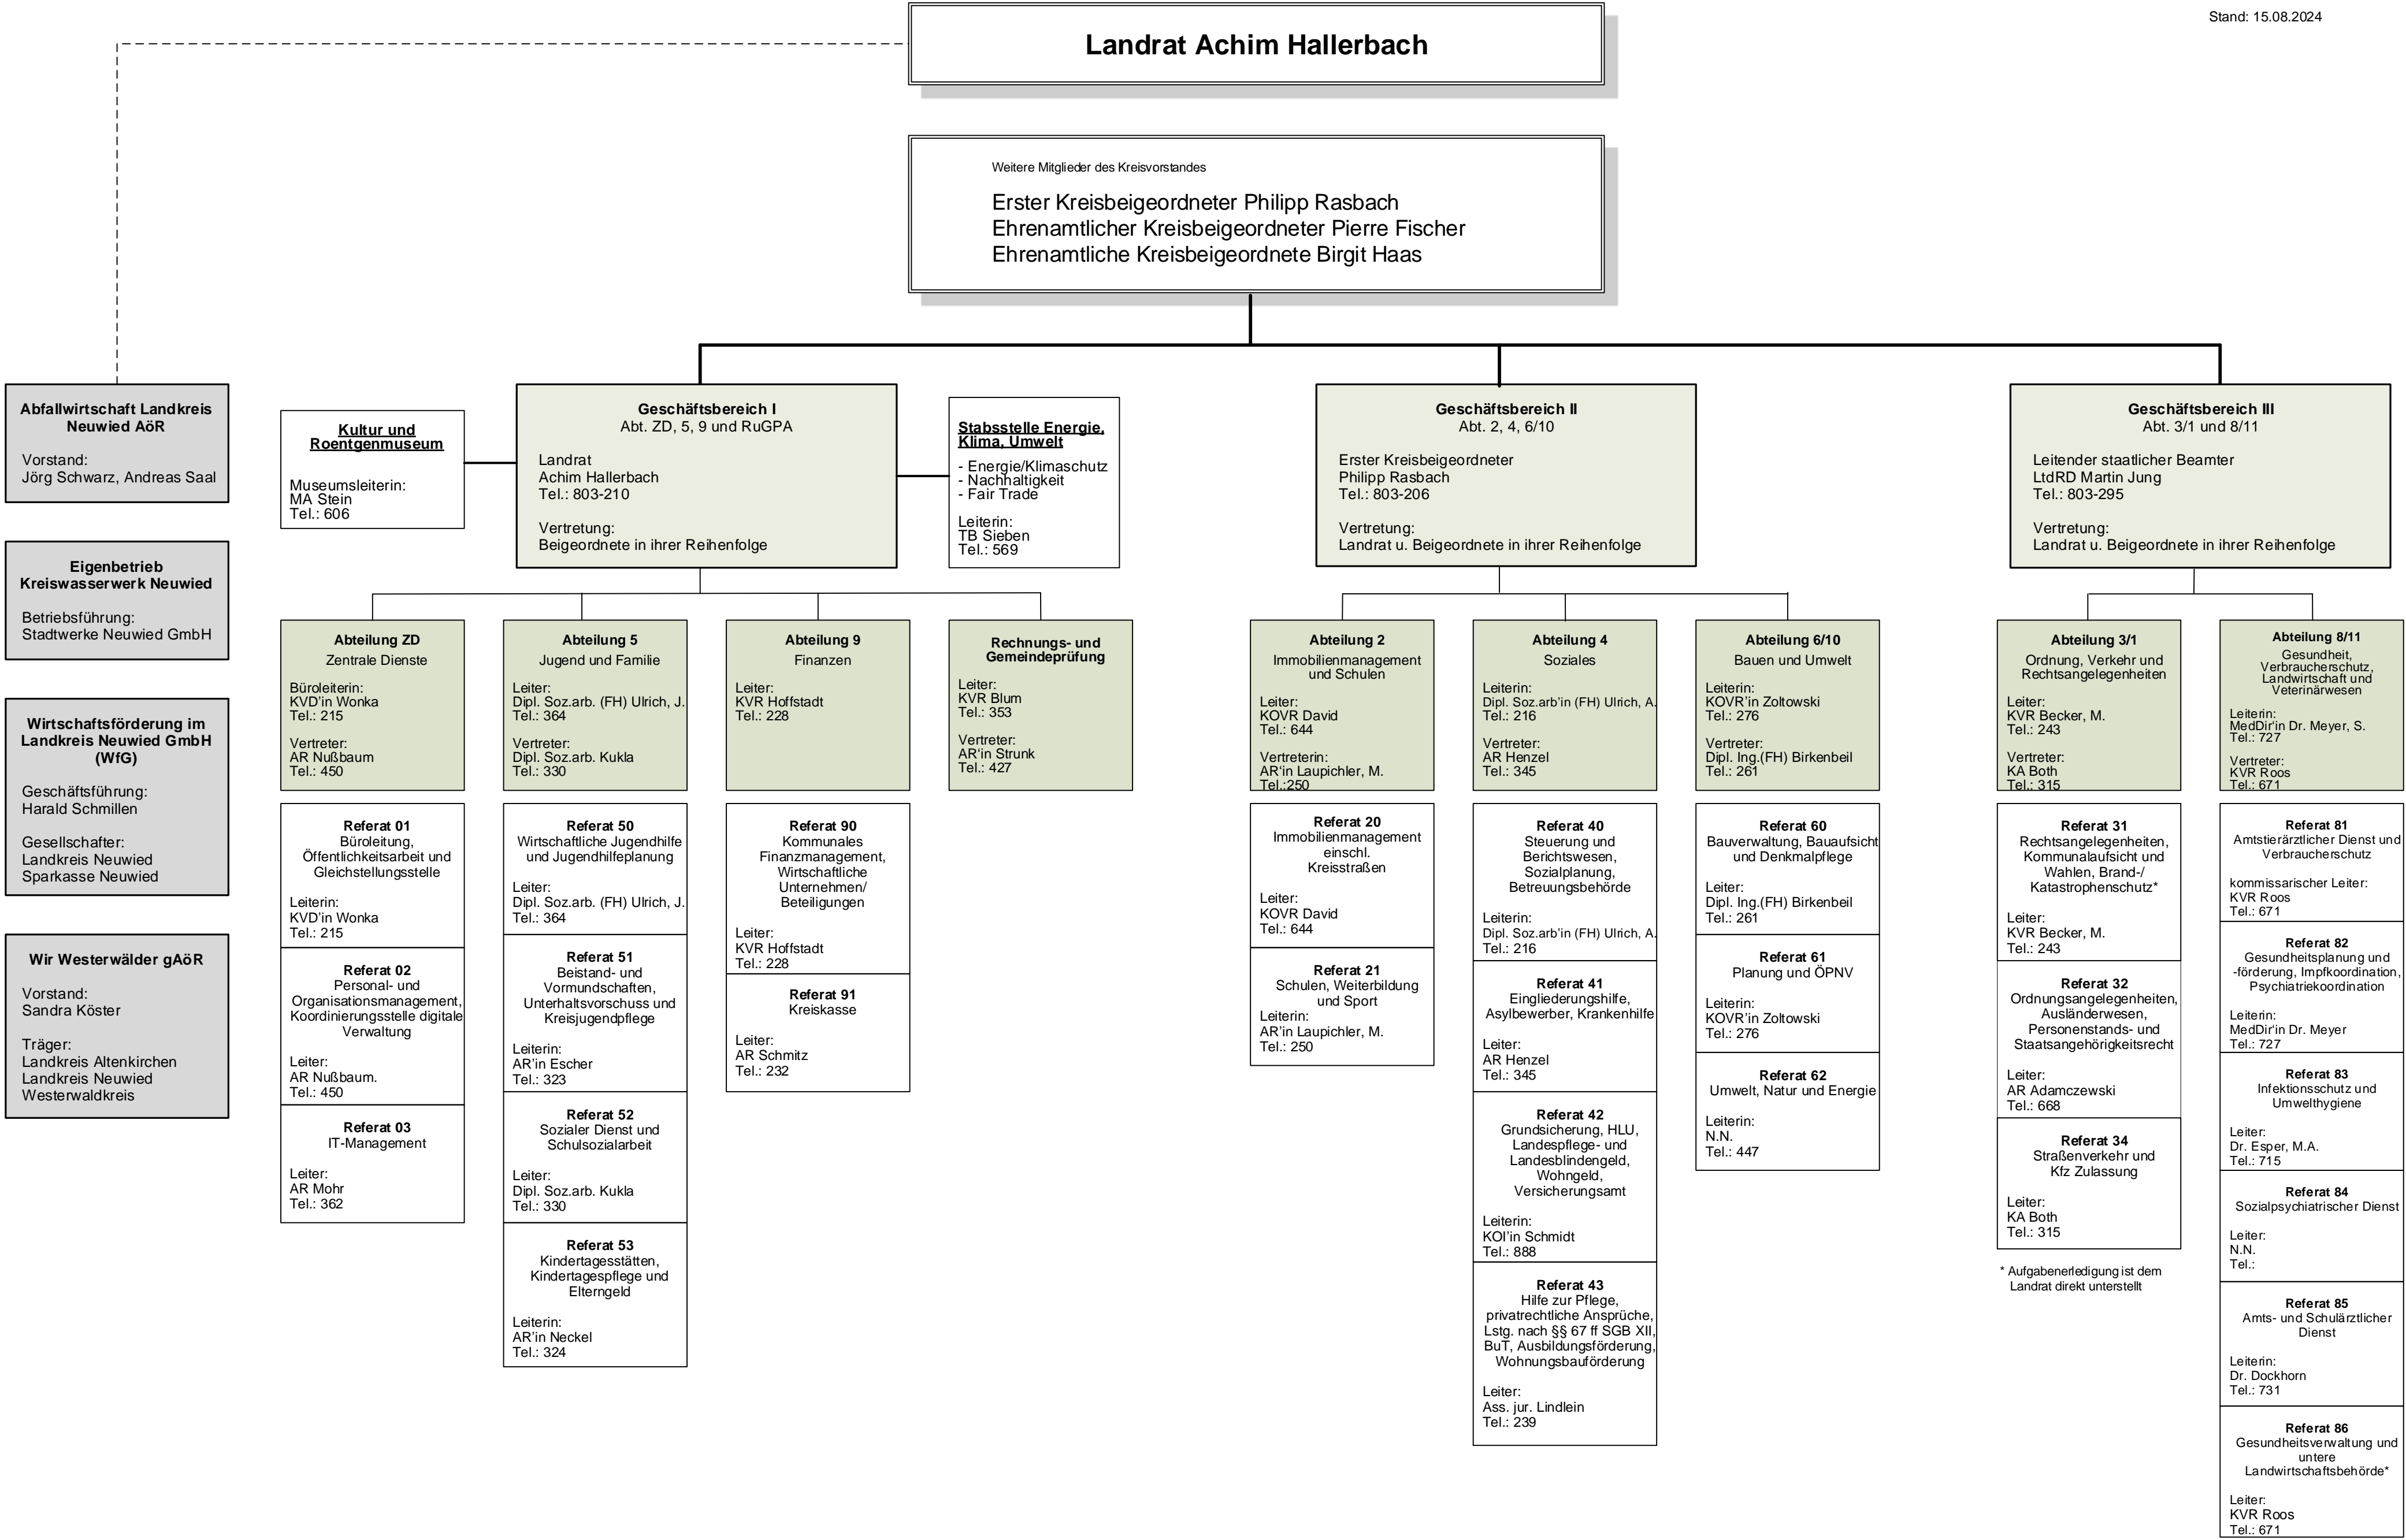 Stand: 15.08.2024
Landrat Achim Hallerbach
Weitere Mitglieder des Kreisvorstandes
Erster Kreisbeigeordneter Philipp Rasbach
Ehrenamtlicher Kreisbeigeordneter Pierre Fischer
Ehrenamtliche Kreisbeigeordnete Birgit Haas
Abfallwirtschaft Landkreis
Neuwied AöR
Vorstand:
Jörg Schwarz, Andreas Saal
Eigenbetrieb
Kreiswasserwerk Neuwied
Betriebsführung:
Stadtwerke Neuwied GmbH
Wirtschaftsförderung im
Landkreis Neuwied GmbH
(WfG)
Geschäftsführung:
Harald Schmillen
Gesellschafter:
Landkreis Neuwied
Sparkasse Neuwied
Wir Westerwälder gAöR
Vorstand:
Sandra Köster
Träger:
Landkreis Altenkirchen
Landkreis Neuwied
Westerwaldkreis
Kultur und
Roentgenmuseum
Museumsleiterin:
MA Stein
Tel.: 606
Geschäftsbereich I
Abt. ZD, 5, 9 und RuGPA
Landrat
Achim Hallerbach
Tel.: 803-210
Vertretung:
Beigeordnete in ihrer Reihenfolge
Stabsstelle Energie,
Klima, Umwelt
- Energie/Klimaschutz
- Nachhaltigkeit
- Fair Trade
Leiterin:
TB Sieben
Tel.: 569
Geschäftsbereich II
Abt. 2, 4, 6/10
Erster Kreisbeigeordneter
Philipp Rasbach
Tel.: 803-206
Vertretung:
Landrat u. Beigeordnete in ihrer Reihenfolge
Geschäftsbereich III
Abt. 3/1 und 8/11
Leitender staatlicher Beamter
LtdRD Martin Jung
Tel.: 803-295
Vertretung:
Landrat u. Beigeordnete in ihrer Reihenfolge
Abteilung ZD
Zentrale Dienste
Büroleiterin:
KVD'in Wonka
Tel.: 215
Vertreter:
AR Nußbaum
Tel.: 450
Referat 01
Büroleitung,
Öffentlichkeitsarbeit und
Gleichstellungsstelle
Leiterin:
KVD'in Wonka
Tel.: 215
Referat 02
Personal- und
Organisationsmanagement,
Koordinierungsstelle digitale
Verwaltung
Leiter:
AR Nußbaum.
Tel.: 450
Referat 03
IT-Management
Leiter:
AR Mohr
Tel.: 362
Abteilung 5
Jugend und Familie
Leiter:
Dipl. Soz.arb. (FH) Ulrich, J.
Tel.: 364
Vertreter:
Dipl. Soz.arb. Kukla
Tel.: 330
Referat 50
Wirtschaftliche Jugendhilfe
und Jugendhilfeplanung
Leiter:
Dipl. Soz.arb. (FH) Ulrich, J.
Tel.: 364
Referat 51
Beistand- und
Vormundschaften,
Unterhaltsvorschuss und
Kreisjugendpflege
Leiterin:
AR'in Escher
Tel.: 323
Referat 52
Sozialer Dienst und
Schulsozialarbeit
Leiter:
Dipl. Soz.arb. Kukla
Tel.: 330
Referat 53
Kindertagesstätten,
Kindertagespflege und
Elterngeld
Leiterin:
AR'in Neckel
Tel.: 324
Abteilung 9
Finanzen
Leiter:
KVR Hoffstadt
Tel.: 228
Referat 90
Kommunales
Finanzmanagement,
Wirtschaftliche
Unternehmen/
Beteiligungen
Leiter:
KVR Hoffstadt
Tel.: 228
Referat 91
Kreiskasse
Leiter:
AR Schmitz
Tel.: 232
Rechnungs- und
Gemeindeprüfung
Leiter:
KVR Blum
Tel.: 353
Vertreter:
AR'in Strunk
Tel.: 427
Abteilung 2
Immobilienmanagement
und Schulen
Leiter:
KOVR David
Tel.: 644
Vertreterin:
AR'in Laupichler, M.
Tel.:250
Referat 20
Immobilienmanagement
einschl.
Kreisstraßen
Leiter:
KOVR David
Tel.: 644
Referat 21
Schulen, Weiterbildung
und Sport
Leiterin:
AR'in Laupichler, M.
Tel.: 250
Abteilung 4
Soziales
Leiterin:
Dipl. Soz.arb'in (FH) Ulrich, A.
Tel.: 216
Vertreter:
AR Henzel
Tel.: 345
Referat 40
Steuerung und
Berichtswesen,
Sozialplanung,
Betreuungsbehörde
Leiterin:
Dipl. Soz.arb'in (FH) Ulrich, A.
Tel.: 216
Referat 41
Eingliederungshilfe,
Asylbewerber, Krankenhilfe
Leiter:
AR Henzel
Tel.: 345
Referat 42
Grundsicherung, HLU,
Landespflege- und
Landesblindengeld,
Wohngeld,
Versicherungsamt
Leiterin:
KOI'in Schmidt
Tel.: 888
Referat 43
Hilfe zur Pflege,
privatrechtliche Ansprüche,
Lstg. nach §§ 67 ff SGB XII,
BuT, Ausbildungsförderung,
Wohnungsbauförderung
Leiter:
Ass. jur. Lindlein
Tel.: 239
Abteilung 6/10
Bauen und Umwelt
Leiterin:
KOVR'in Zoltowski
Tel.: 276
Vertreter:
Dipl. Ing.(FH) Birkenbeil
Tel.: 261
Referat 60
Bauverwaltung, Bauaufsicht
und Denkmalpflege
Leiter:
Dipl. Ing.(FH) Birkenbeil
Tel.: 261
Referat 61
Planung und ÖPNV
Leiterin:
KOVR'in Zoltowski
Tel.: 276
Referat 62
Umwelt, Natur und Energie
Leiterin:
N.N.
Tel.: 447
Abteilung 3/1
Ordnung, Verkehr und
Rechtsangelegenheiten
Leiter:
KVR Becker, M.
Tel.: 243
Vertreter:
KA Both
Tel.: 315
Referat 31
Rechtsangelegenheiten,
Kommunalaufsicht und
Wahlen, Brand-/
Katastrophenschutz*
Leiter:
KVR Becker, M.
Tel.: 243
Referat 32
Ordnungsangelegenheiten,
Ausländerwesen,
Personenstands- und
Staatsangehörigkeitsrecht
Leiter:
AR Adamczewski
Tel.: 668
Referat 34
Straßenverkehr und
Kfz Zulassung
Leiter:
KA Both
Tel.: 315
* Aufgabenerledigung ist dem
Landrat direkt unterstellt
Abteilung 8/11
Gesundheit,
Verbraucherschutz,
Landwirtschaft und
Veterinärwesen
Leiterin:
MedDir'in Dr. Meyer, S.
Tel.: 727
Vertreter:
KVR Roos
Tel.: 671
Referat 81
Amtstierärztlicher Dienst und
Verbraucherschutz
kommissarischer Leiter:
KVR Roos
Tel.: 671
Referat 82
Gesundheitsplanung und
-förderung, Impfkoordination,
Psychiatriekoordination
Leiterin:
MedDir'in Dr. Meyer
Tel.: 727
Referat 83
Infektionsschutz und
Umwelthygiene
Leiter:
Dr. Esper, M.A.
Tel.: 715
Referat 84
Sozialpsychiatrischer Dienst
Leiter:
N.N.
Tel.:
Referat 85
Amts- und Schulärztlicher
Dienst
Leiterin:
Dr. Dockhorn
Tel.: 731
Referat 86
Gesundheitsverwaltung und
untere
Landwirtschaftsbehörde*
Leiter:
KVR Roos
Tel.: 671